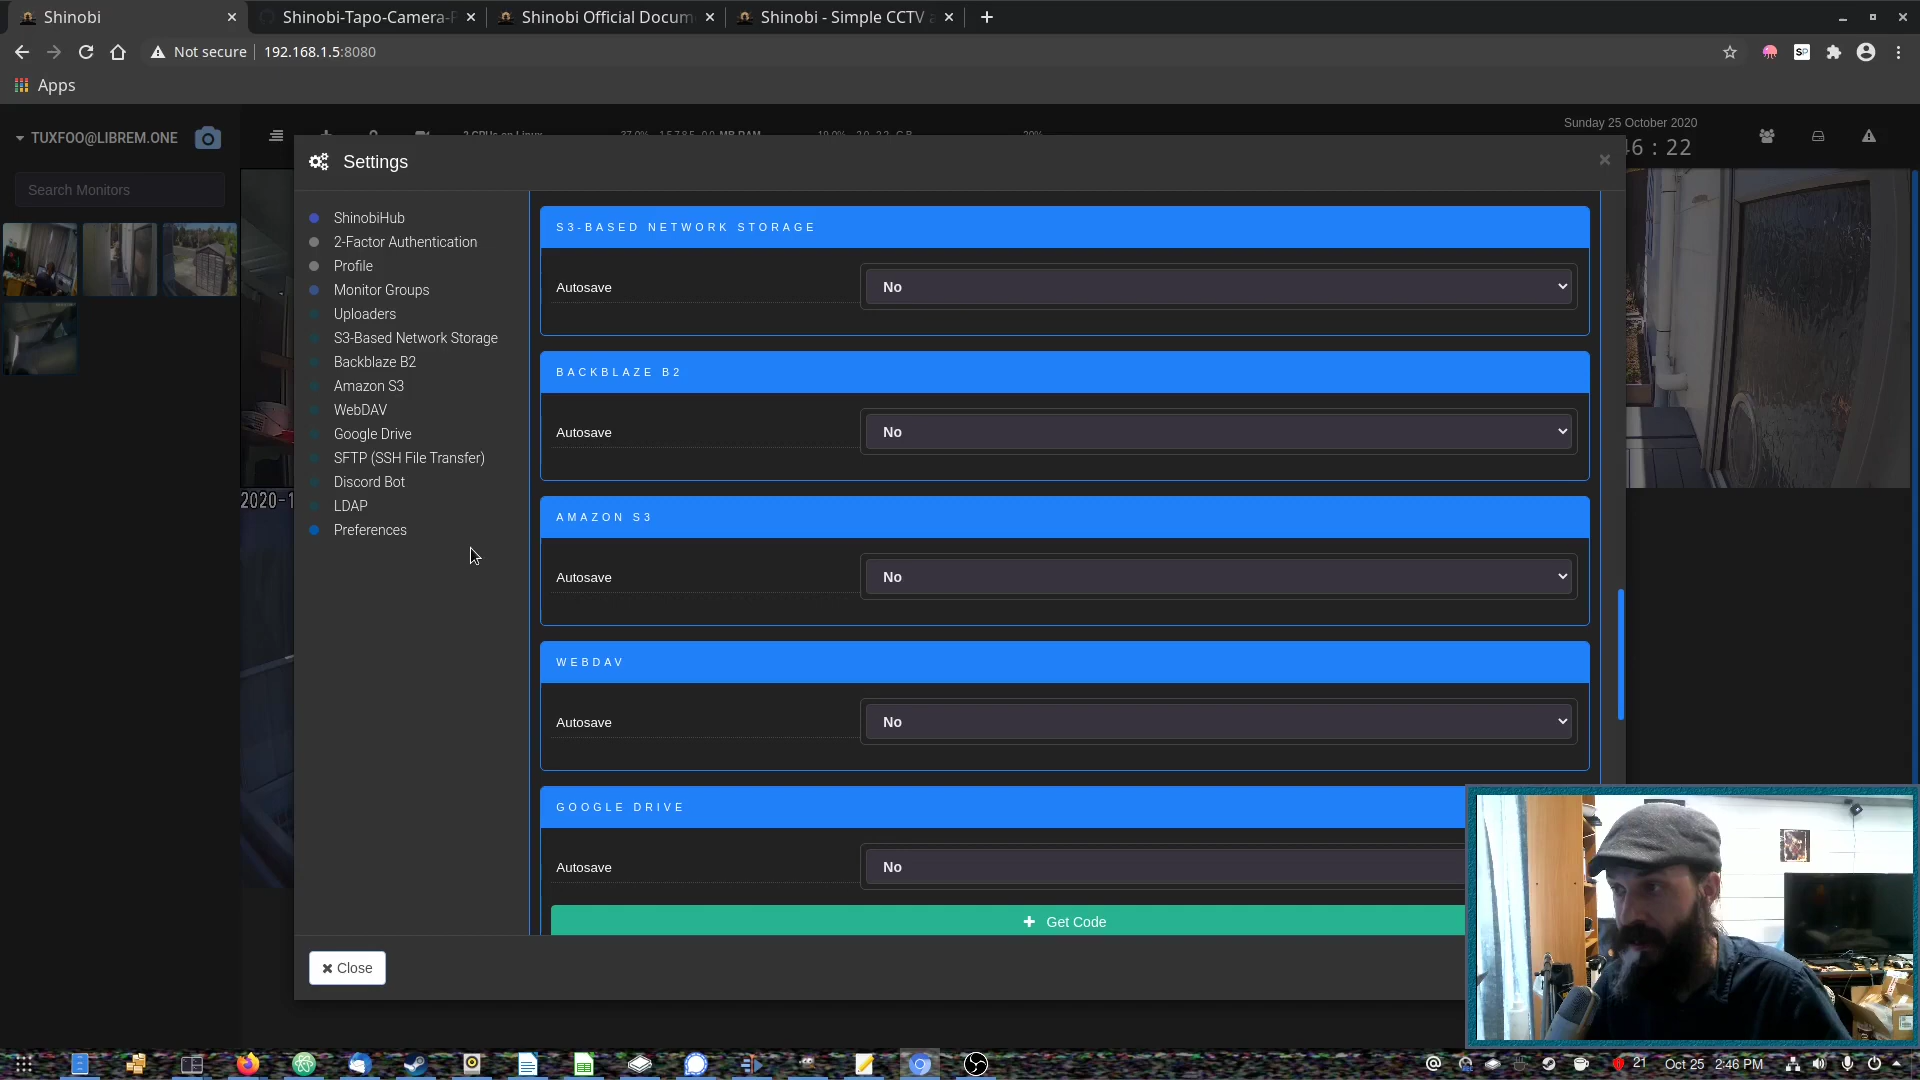 Shinobi
Shinobi-Tapo-Camera-
Shinobi Official Docum
Shinobi - Simple CCTV a
Not secure
192.168.1.5:8080
Apps
TUXFOO@LIBREM.ONE
Sunday 25 October 2020
46 : 22
Search Monitors
Settings
ShinobiHub
2-Factor Authentication
Profile
Monitor Groups
Uploaders
S3-Based Network Storage
Backblaze B2
Amazon S3
WebDAV
Google Drive
SFTP (SSH File Transfer)
Discord Bot
LDAP
Preferences
S3-BASED NETWORK STORAGE
Autosave
No
BACKBLAZE B2
Autosave
No
AMAZON S3
Autosave
No
WEBDAV
Autosave
No
GOOGLE DRIVE
Autosave
No
Get Code
2020-1
Close
21
Oct 25
2:46 PM